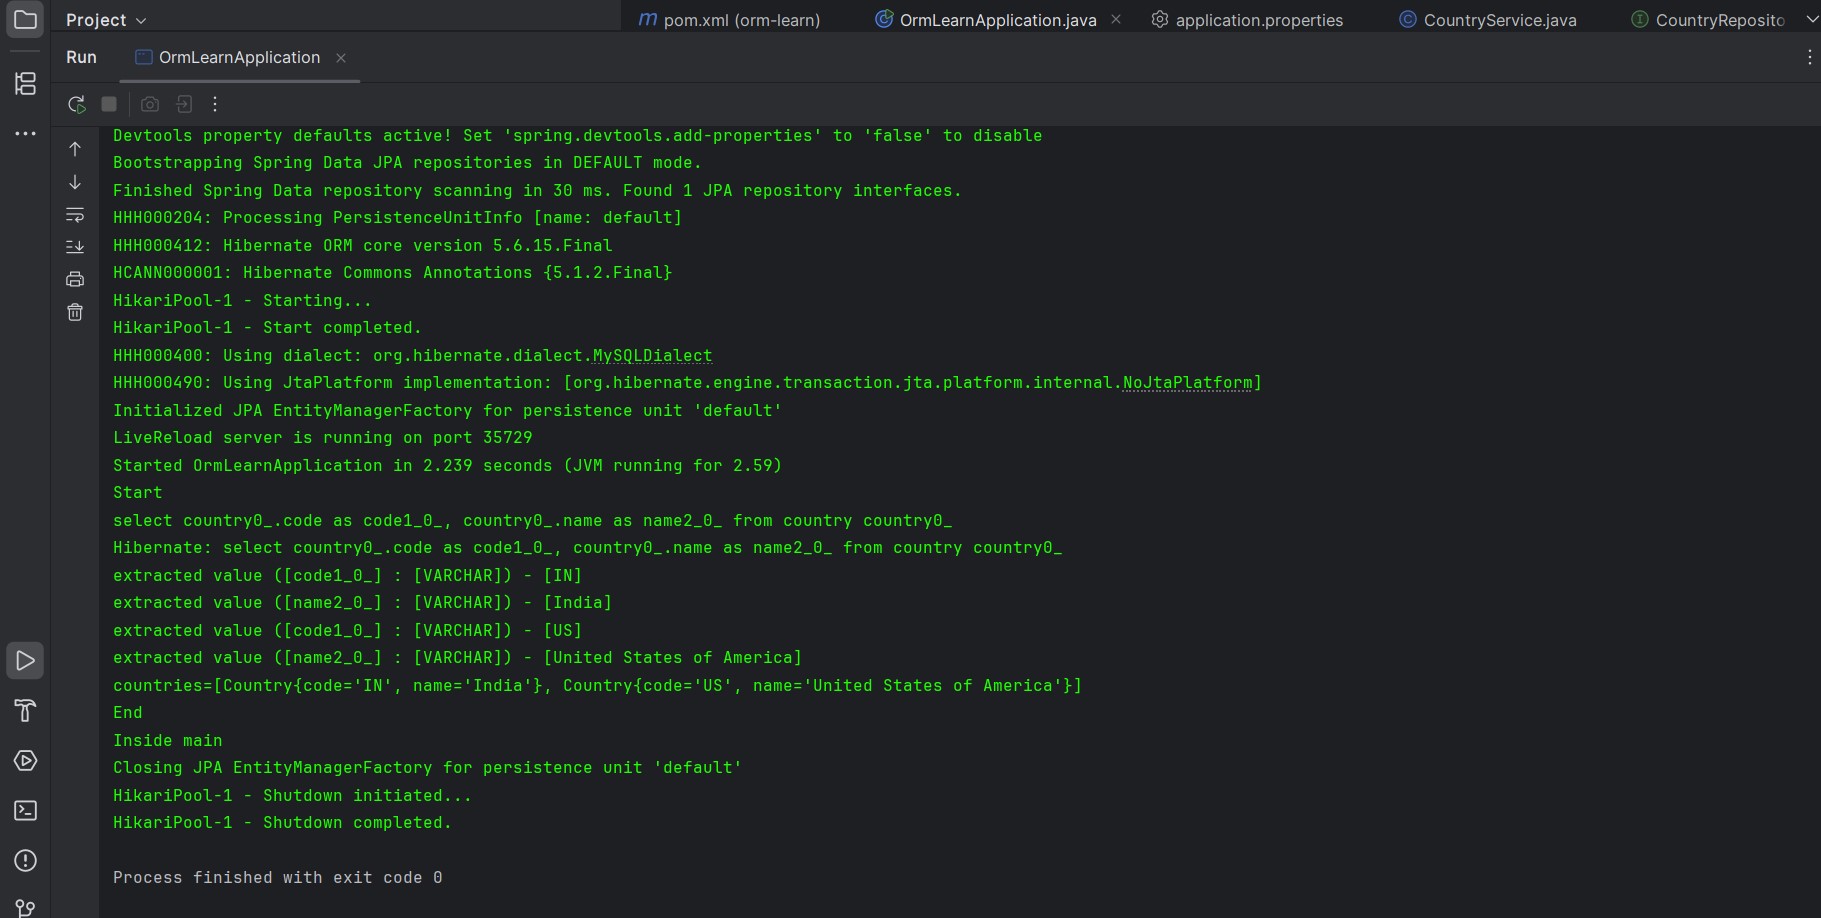 Project
pom.xml (orm-learn)
OrmLearnApplication.java
application.properties
CountryService.java
CountryReposito
Run
OrmLearnApplication
Devtools property defaults active! Set 'spring.devtools.add-properties' to 'false' to disable
Bootstrapping Spring Data JPA repositories in DEFAULT mode.
Finished Spring Data repository scanning in 30 ms. Found 1 JPA repository interfaces.
HHH000204: Processing PersistenceUnitInfo [name: default]
HHH000412: Hibernate ORM core version 5.6.15.Final
HCANN000001: Hibernate Commons Annotations {5.1.2.Final}
HikariPool-1 - Starting...
HikariPool-1 - Start completed.
HHH000400: Using dialect: org.hibernate.dialect.MySQLDialect
HHH000490: Using JtaPlatform implementation: [org.hibernate.engine.transaction.jta.platform.internal.NoJtaPlatform]
Initialized JPA EntityManagerFactory for persistence unit 'default'
LiveReload server is running on port 35729
Started OrmLearnApplication in 2.239 seconds (JVM running for 2.59)
Start
select country0_.code as code1_0_, country0_.name as name2_0_ from country country0_
Hibernate: select country0_.code as code1_0_, country0_.name as name2_0_ from country country0_
extracted value ([code1_0_] : [VARCHAR]) - [IN]
extracted value ([name2_0_] : [VARCHAR]) - [India]
extracted value ([code1_0_] : [VARCHAR]) - [US]
extracted value ([name2_0_] : [VARCHAR]) - [United States of America]
countries=[Country{code='IN', name='India'}, Country{code='US', name='United States of America'}]
End
Inside main
Closing JPA EntityManagerFactory for persistence unit 'default'
HikariPool-1 - Shutdown initiated...
HikariPool-1 - Shutdown completed.
Process finished with exit code 0